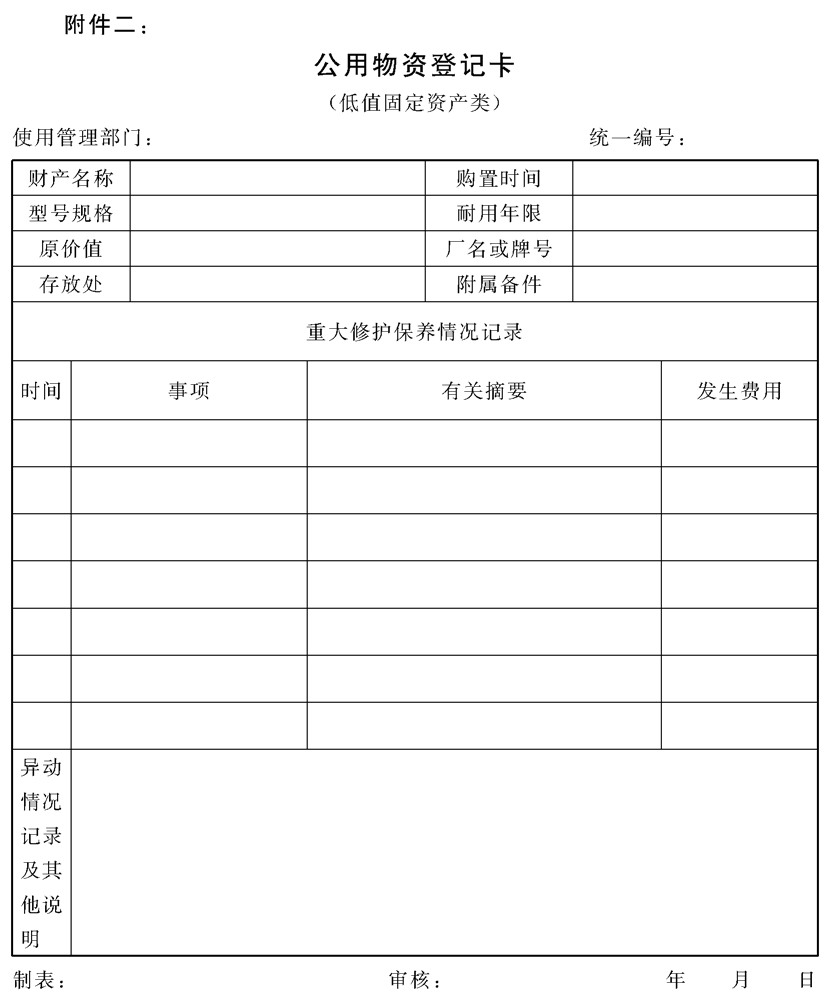 附件二：
公用物资登记卡
（低值固定资产类）
使用管理部门： 统一编号：
财产名称 购置时间
型号规格 耐用年限
原价值 厂名或牌号
存放处 附属备件
重大修护保养情况记录
时间 事项 有关摘要 发生费用
异动
情况
记录
及其
他说
明
制表： 审核： 年 月 日